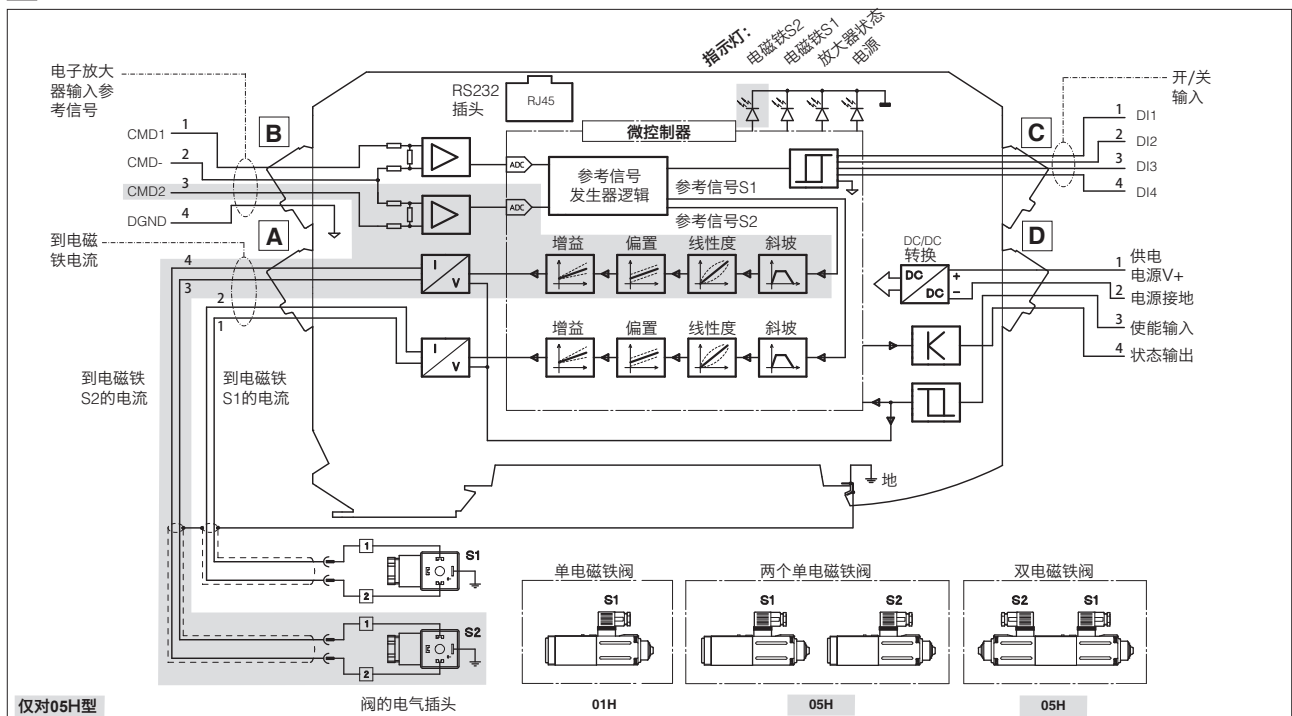 指示灯:
电磁铁S2
电磁铁S1
放大器状态
电源
电子放大
器输入参
考信号
RS232
插头
RJ45
开/关
输入
微控制器
B
C
CMD1 1
CMD- 2
CMD2 3
DGND 4
1 DI1
2 DI2
3 DI3
4 DI4
ADC
ADC
参考信号
发生器逻辑
参考信号S1
参考信号S2
A
D
到电磁
铁电流
4
3
2
1
I
V
增益
偏置
线性度
斜坡
I
V
增益
偏置
线性度
斜坡
DC/DC
转换
DC
DC
+
-
1 供电
电源V+
2 电源接地
3 使能输入
4 状态输出
到电磁铁
S2的电流
到电磁铁
S1的电流
地
1
2
S1
1
2
S2
阀的电气插头
单电磁铁阀
S1
01H
两个单电磁铁阀
S1
S2
05H
双电磁铁阀
S2
S1
05H
仅对05H型